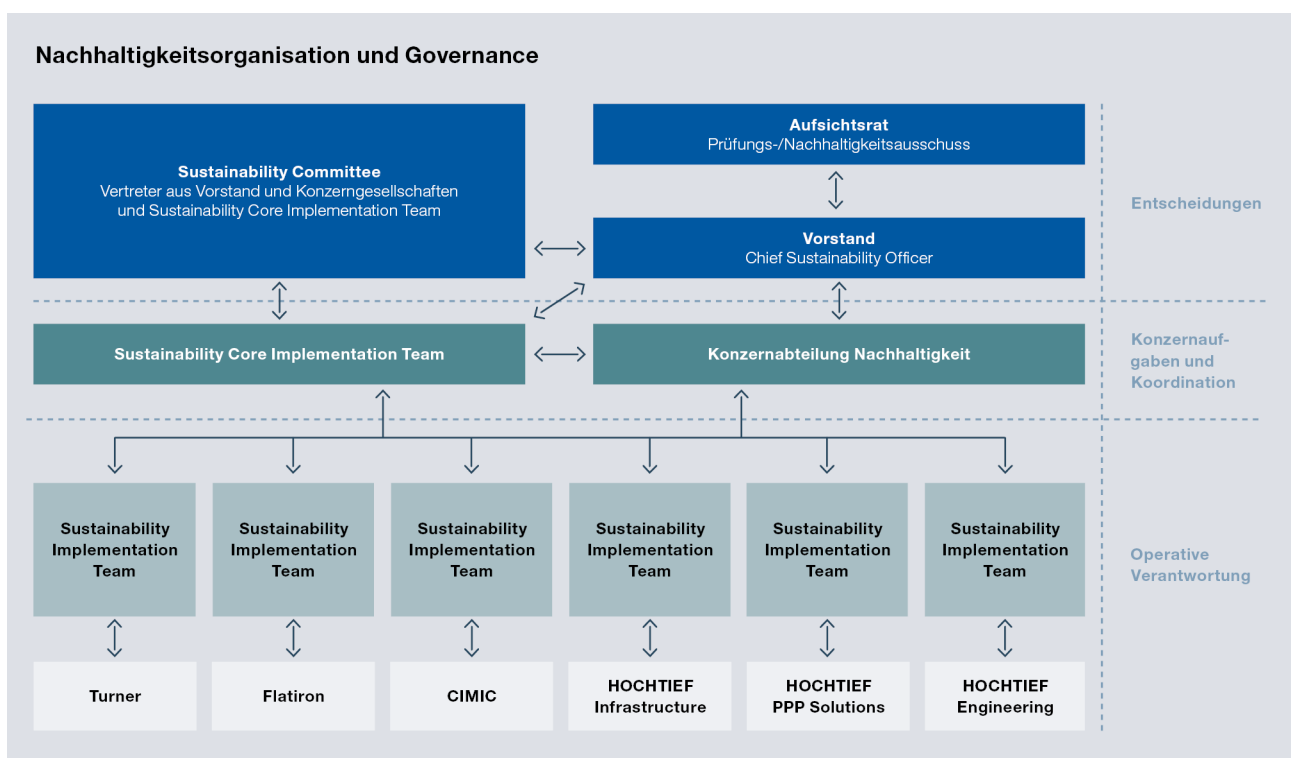 Nachhaltigkeitsorganisation und Governance
Sustainability Committee
Vertreter aus Vorstand und Konzerngesellschaften
und Sustainability Core Implementation Team
Aufsichtsrat
Prüfungs-/Nachhaltigkeitsausschuss
Vorstand
Chief Sustainability Officer
Entscheidungen
Sustainability Core Implementation Team
Konzernabteilung Nachhaltigkeit
Konzernauf-
gaben und
Koordination
Sustainability
Implementation
Team
Sustainability
Implementation
Team
Sustainability
Implementation
Team
Sustainability
Implementation
Team
Sustainability
Implementation
Team
Sustainability
Implementation
Team
Operative
Verantwortung
Turner
Flatiron
CIMIC
HOCHTIEF
Infrastructure
HOCHTIEF
PPP Solutions
HOCHTIEF
Engineering